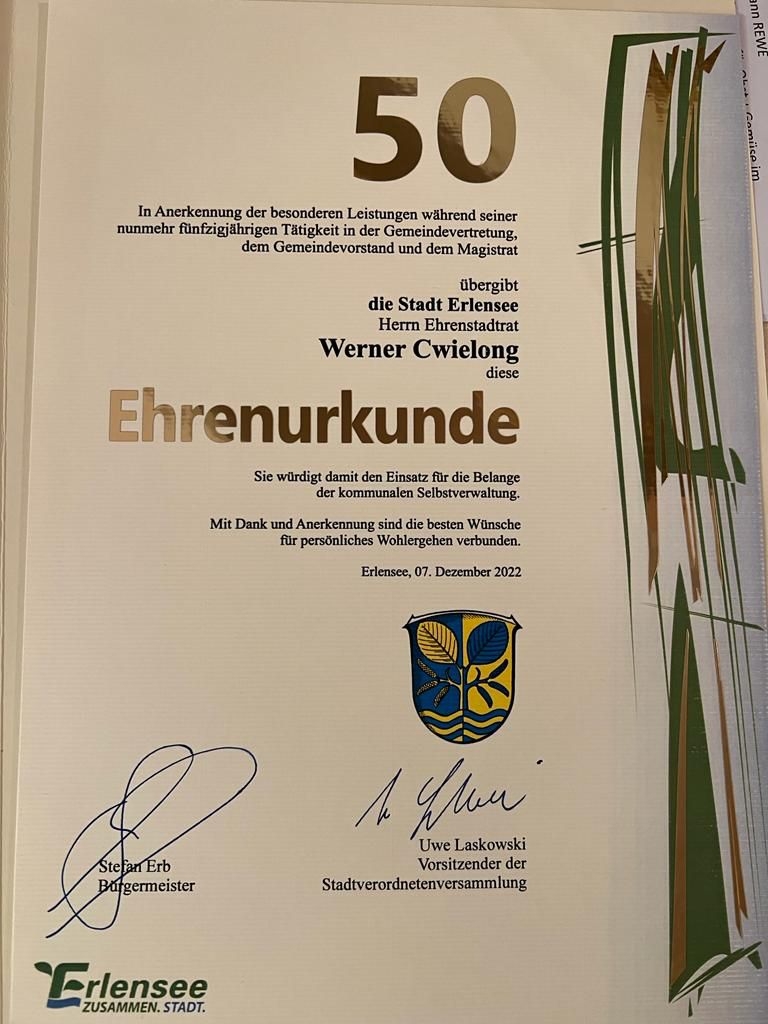 50
In Anerkennung der besonderen Leistungen während seiner
nunmehr fünfzigjährigen Tätigkeit in der Gemeindevertretung,
dem Gemeindevorstand und dem Magistrat
übergibt
die Stadt Erlensee
Herrn Ehrenstadtrat
Werner Cwielong
diese
Ehrenurkunde
Sie würdigt damit den Einsatz für die Belange
der kommunalen Selbstverwaltung.
Mit Dank und Anerkennung sind die besten Wünsche
für persönliches Wohlergehen verbunden.
Erlensee, 07. Dezember 2022
Stefan Erb
Bürgermeister
Uwe Laskowski
Vorsitzender der
Stadtverordnetenversammlung
Erlensee
ZUSAMMEN. STADT.
REWE
Gemüse im